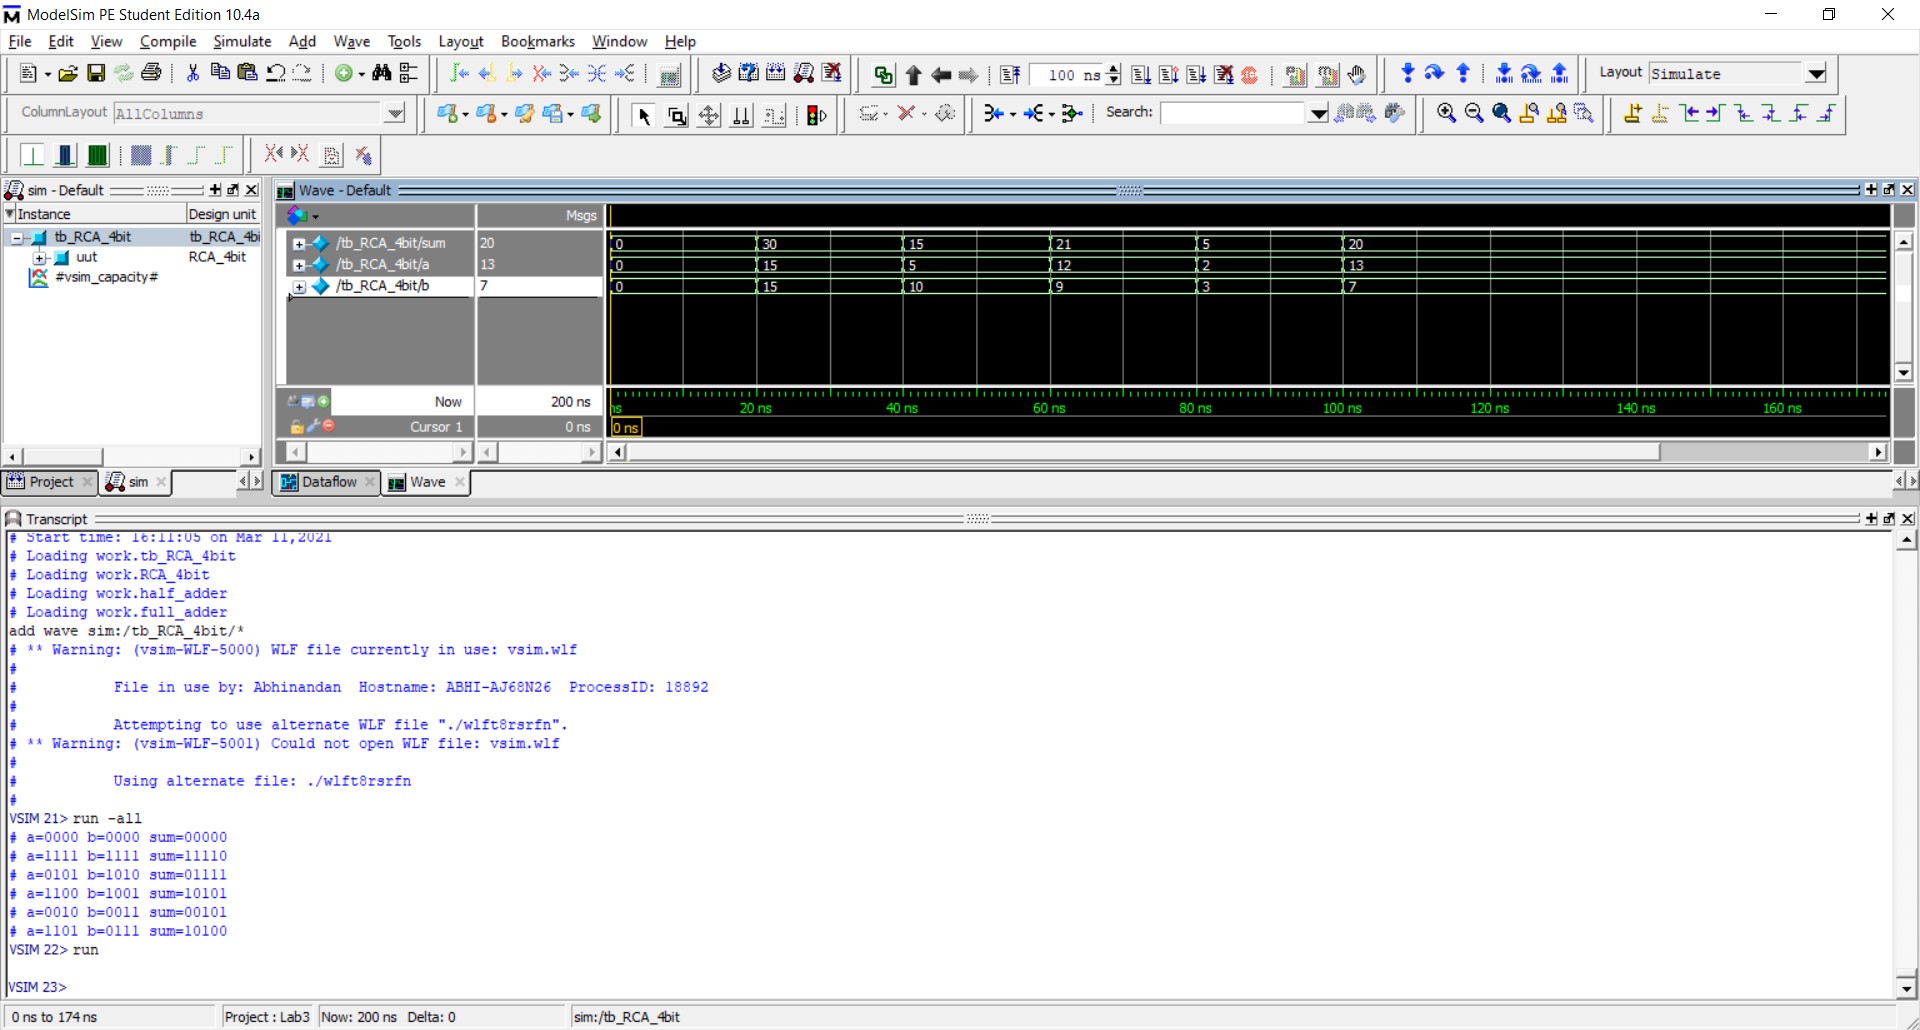 ModelSim PE Student Edition 10.4a
File Edit View Compile Simulate Add Wave Tools Layout Bookmarks Window Help
100 ns
Layout Simulate
ColumnLayout AllColumns
Search:
sim - Default
Instance Design unit
tb_RCA_4bit tb_RCA_4bi
uut RCA_4bit
#vsim_capacity#
Wave - Default
Msgs
/tb_RCA_4bit/sum 20 0 30 15 21 5 20
/tb_RCA_4bit/a 13 0 15 5 12 2 13
/tb_RCA_4bit/b 7 0 15 10 9 3 7
Now 200 ns ns 20 ns 40 ns 60 ns 80 ns 100 ns 120 ns 140 ns 160 ns
Cursor 1 0 ns 0 ns
Project sim
Dataflow Wave
Transcript
# Start time: 16:11:05 on Mar 11,2021
# Loading work.tb_RCA_4bit
# Loading work.RCA_4bit
# Loading work.half_adder
# Loading work.full_adder
add wave sim:/tb_RCA_4bit/*
# ** Warning: (vsim-WLF-5000) WLF file currently in use: vsim.wlf
#
# File in use by: Abhinandan Hostname: ABHI-AJ68N26 ProcessID: 18892
#
# Attempting to use alternate WLF file "./wlft8rsrfn".
# ** Warning: (vsim-WLF-5001) Could not open WLF file: vsim.wlf
#
# Using alternate file: ./wlft8rsrfn
#
VSIM 21> run -all
# a=0000 b=0000 sum=00000
# a=1111 b=1111 sum=11110
# a=0101 b=1010 sum=01111
# a=1100 b=1001 sum=10101
# a=0010 b=0011 sum=00101
# a=1101 b=0111 sum=10100
VSIM 22> run
VSIM 23>
0 ns to 174 ns Project : Lab3 Now: 200 ns Delta: 0 sim:/tb_RCA_4bit